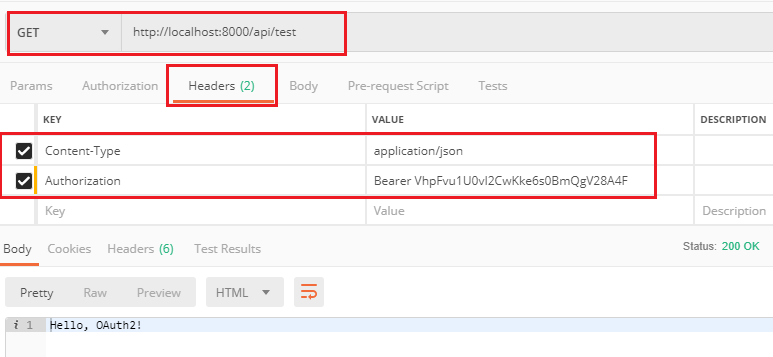 GET http://localhost:8000/api/test
Params Authorization Headers (2) Body Pre-request Script Tests
KEY VALUE DESCRIPTION
Content-Type application/json
Authorization Bearer VhpFvu1U0vI2CwKke6s0BmQgV28A4F
Key Value Description
Body Cookies Headers (6) Test Results Status: 200 OK
Pretty Raw Preview HTML
i 1 Hello, OAuth2!